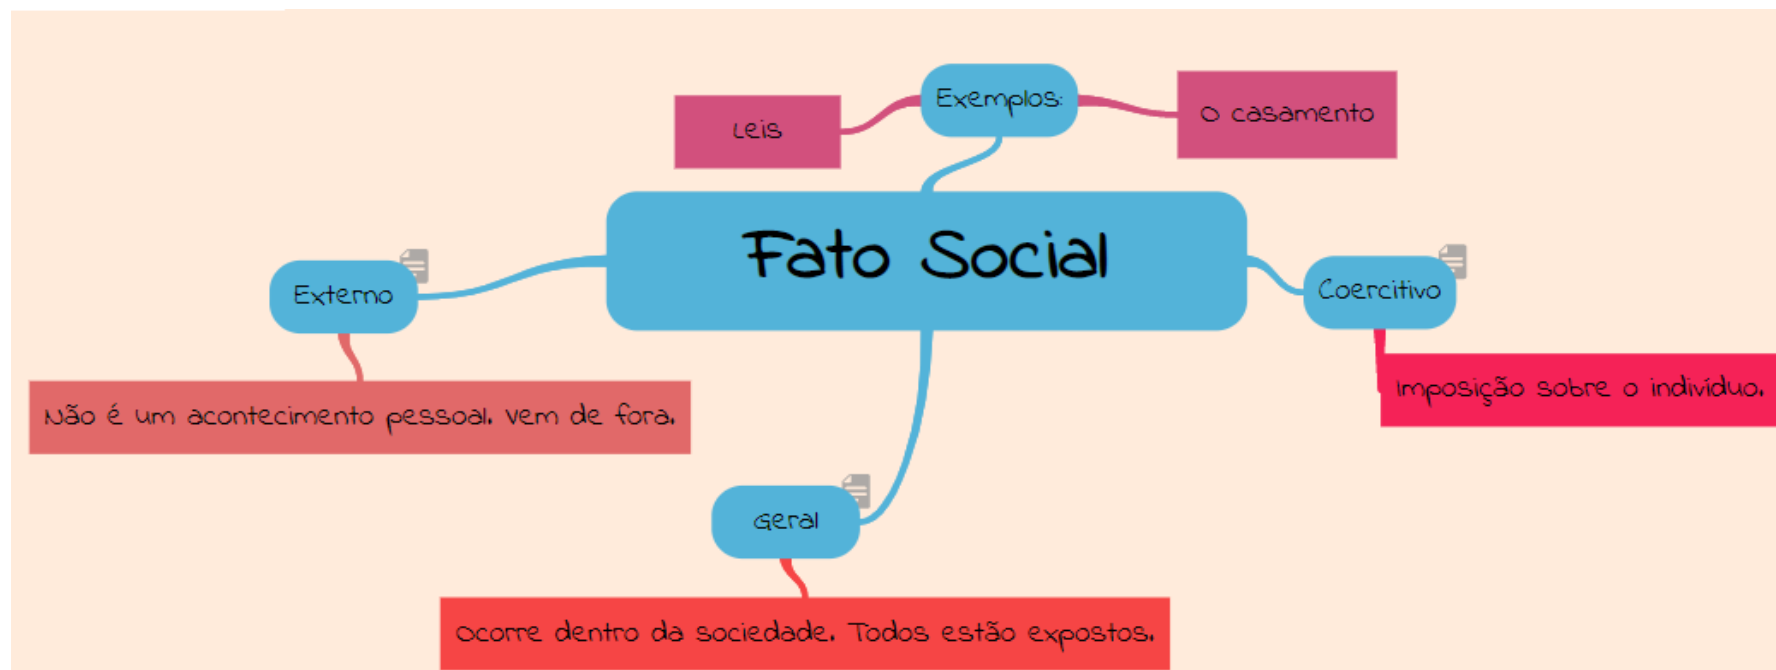 Exemplos:
Leis
O casamento
Fato Social
Externo
Coercitivo
Não é um acontecimento pessoal. Vem de fora.
Imposição sobre o indivíduo.
Geral
Ocorre dentro da sociedade. Todos estão expostos.